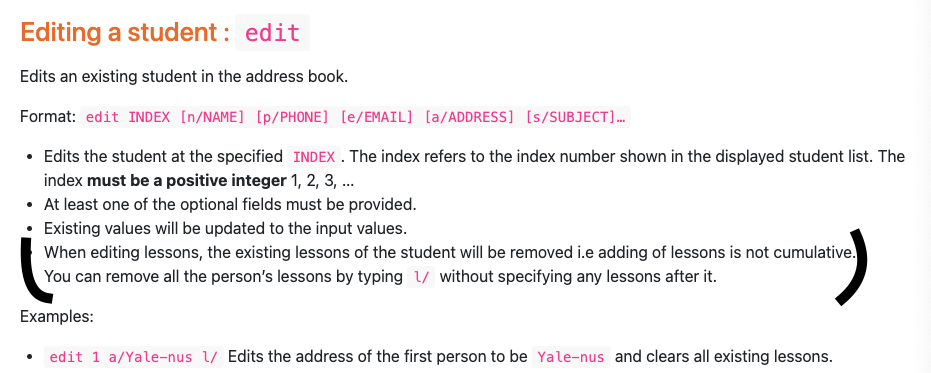 Editing a student : edit
Edits an existing student in the address book.
Format: edit INDEX [n/NAME] [p/PHONE] [e/EMAIL] [a/ADDRESS] [s/SUBJECT]…
• Edits the student at the specified INDEX . The index refers to the index number shown in the displayed student list. The
index must be a positive integer 1, 2, 3, …
• At least one of the optional fields must be provided.
• Existing values will be updated to the input values.
• When editing lessons, the existing lessons of the student will be removed i.e adding of lessons is not cumulative.
You can remove all the person’s lessons by typing l/ without specifying any lessons after it.
Examples:
• edit 1 a/Yale-nus l/ Edits the address of the first person to be Yale-nus and clears all existing lessons.